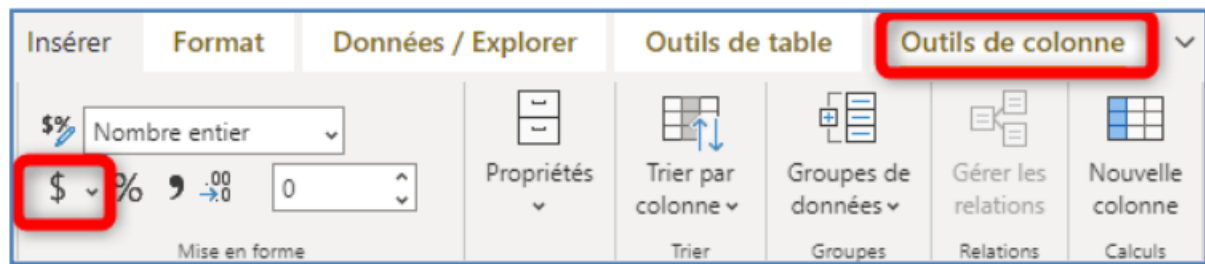 Insérer Format Données / Explorer Outils de table Outils de colonne
$% Nombre entier
$ % , .00 →.0 0
Propriétés
Trier par
colonne
Groupes de
données
Gérer les
relations
Nouvelle
colonne
Mise en forme Trier Groupes Relations Calculs